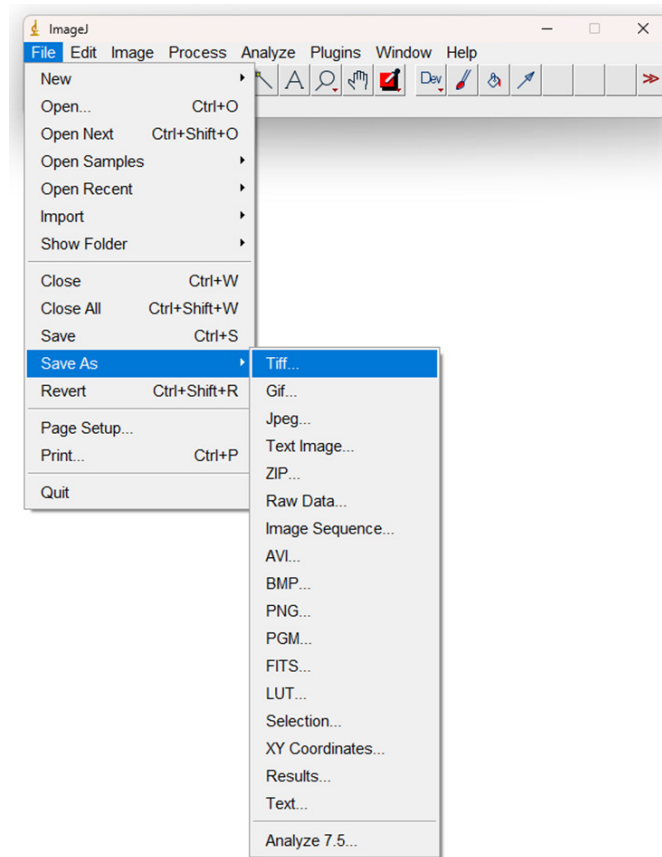 ImageJ
File Edit Image Process Analyze Plugins Window Help
A Dev
New
Open... Ctrl+O
Open Next Ctrl+Shift+O
Open Samples
Open Recent
Import
Show Folder
Close Ctrl+W
Close All Ctrl+Shift+W
Save Ctrl+S
Save As
Revert Ctrl+Shift+R
Page Setup...
Print... Ctrl+P
Quit
Tiff...
Gif...
Jpeg...
Text Image...
ZIP...
Raw Data...
Image Sequence...
AVI...
BMP...
PNG...
PGM...
FITS...
LUT...
Selection...
XY Coordinates...
Results...
Text...
Analyze 7.5...